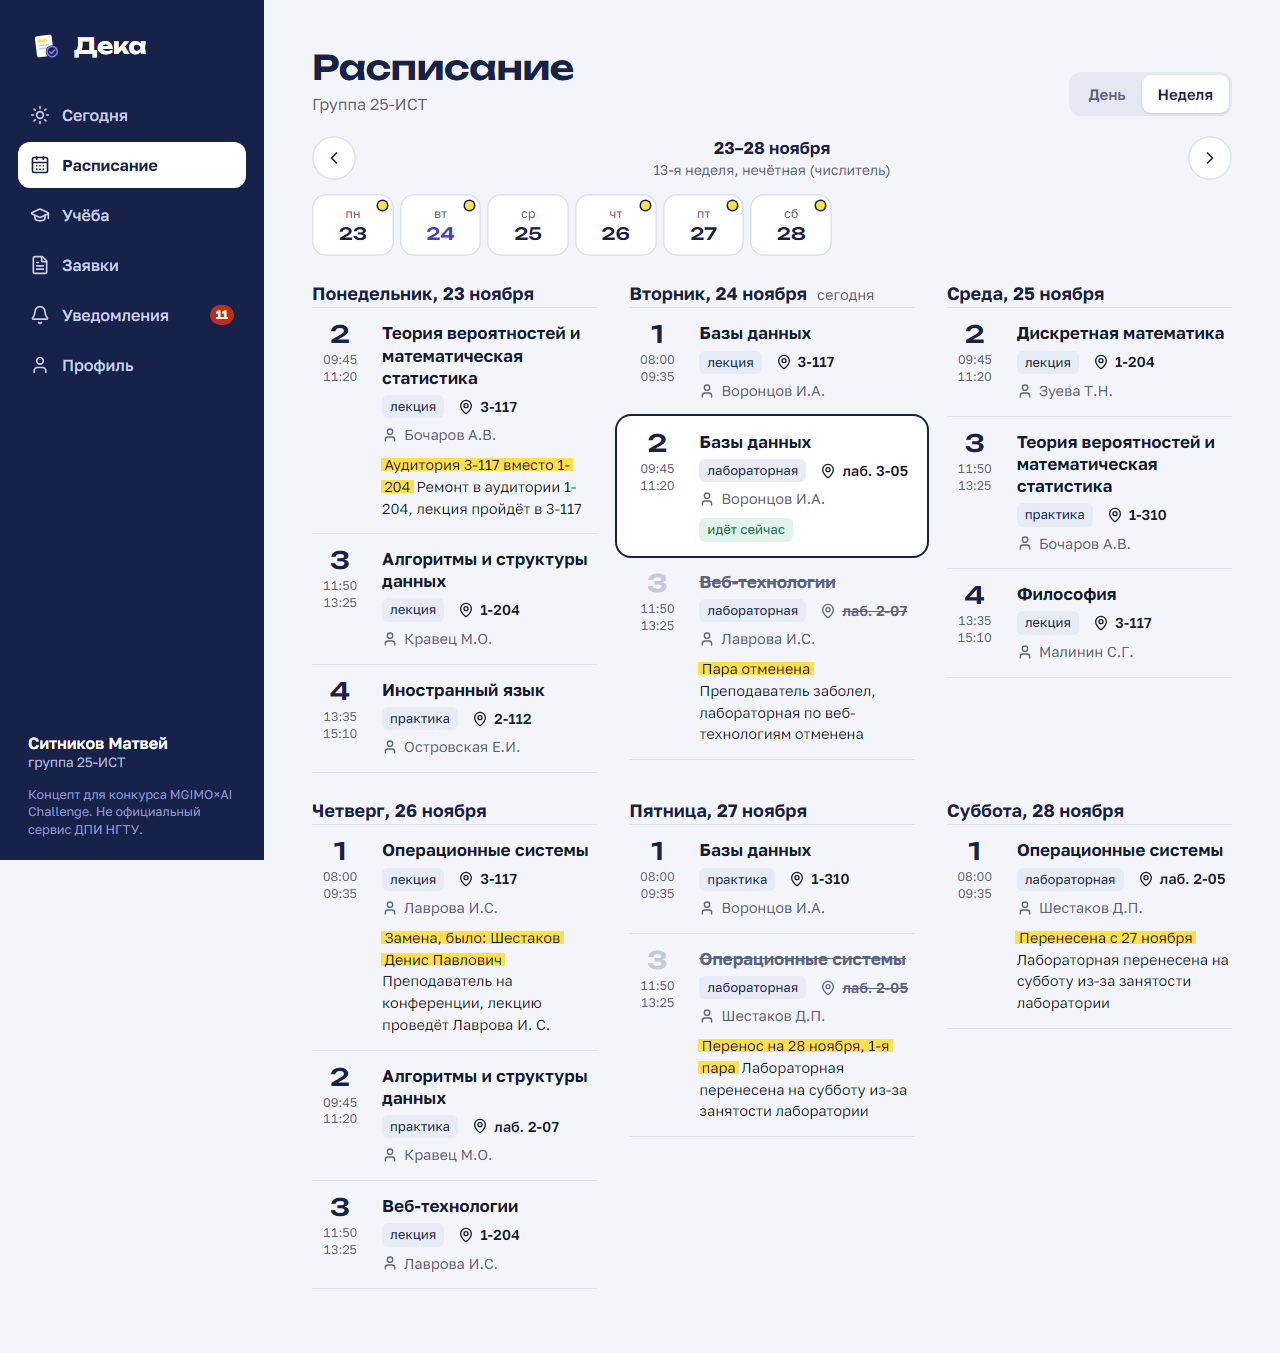 Дека
Сегодня
Расписание
Учёба
Заявки
Уведомления 11
Профиль
Ситников Матвей
группа 25-ИСТ
Концепт для конкурса MGIMO×AI
Challenge. Не официальный
сервис ДПИ НГТУ.
Расписание
Группа 25-ИСТ
День Неделя
23–28 ноября
13-я неделя, нечётная (числитель)
пн вт ср чт пт сб
23 24 25 26 27 28
Понедельник, 23 ноября
2 Теория вероятностей и
математическая
статистика
09:45
11:20
лекция 3-117
Бочаров А.В.
Аудитория 3-117 вместо 1-
204 Ремонт в аудитории 1-
204, лекция пройдёт в 3-117
3 Алгоритмы и структуры
данных
11:50
13:25
лекция 1-204
Кравец М.О.
4 Иностранный язык
13:35
15:10
практика 2-112
Островская Е.И.
Вторник, 24 ноября сегодня
1 Базы данных
08:00
09:35
лекция 3-117
Воронцов И.А.
2 Базы данных
09:45
11:20
лабораторная лаб. 3-05
Воронцов И.А.
идёт сейчас
3 Веб-технологии
11:50
13:25
лабораторная лаб. 2-07
Лаврова И.С.
Пара отменена
Преподаватель заболел,
лабораторная по веб-
технологиям отменена
Среда, 25 ноября
2 Дискретная математика
09:45
11:20
лекция 1-204
Зуева Т.Н.
3 Теория вероятностей и
математическая
статистика
11:50
13:25
практика 1-310
Бочаров А.В.
4 Философия
13:35
15:10
лекция 3-117
Малинин С.Г.
Четверг, 26 ноября
1 Операционные системы
08:00
09:35
лекция 3-117
Лаврова И.С.
Замена, было: Шестаков
Денис Павлович
Преподаватель на
конференции, лекцию
проведёт Лаврова И. С.
2 Алгоритмы и структуры
данных
09:45
11:20
практика лаб. 2-07
Кравец М.О.
3 Веб-технологии
11:50
13:25
лекция 1-204
Лаврова И.С.
Пятница, 27 ноября
1 Базы данных
08:00
09:35
практика 1-310
Воронцов И.А.
3 Операционные системы
11:50
13:25
лабораторная лаб. 2-05
Шестаков Д.П.
Перенос на 28 ноября, 1-я
пара Лабораторная
перенесена на субботу из-за
занятости лаборатории
Суббота, 28 ноября
1 Операционные системы
08:00
09:35
лабораторная лаб. 2-05
Шестаков Д.П.
Перенесена с 27 ноября
Лабораторная перенесена на
субботу из-за занятости
лаборатории